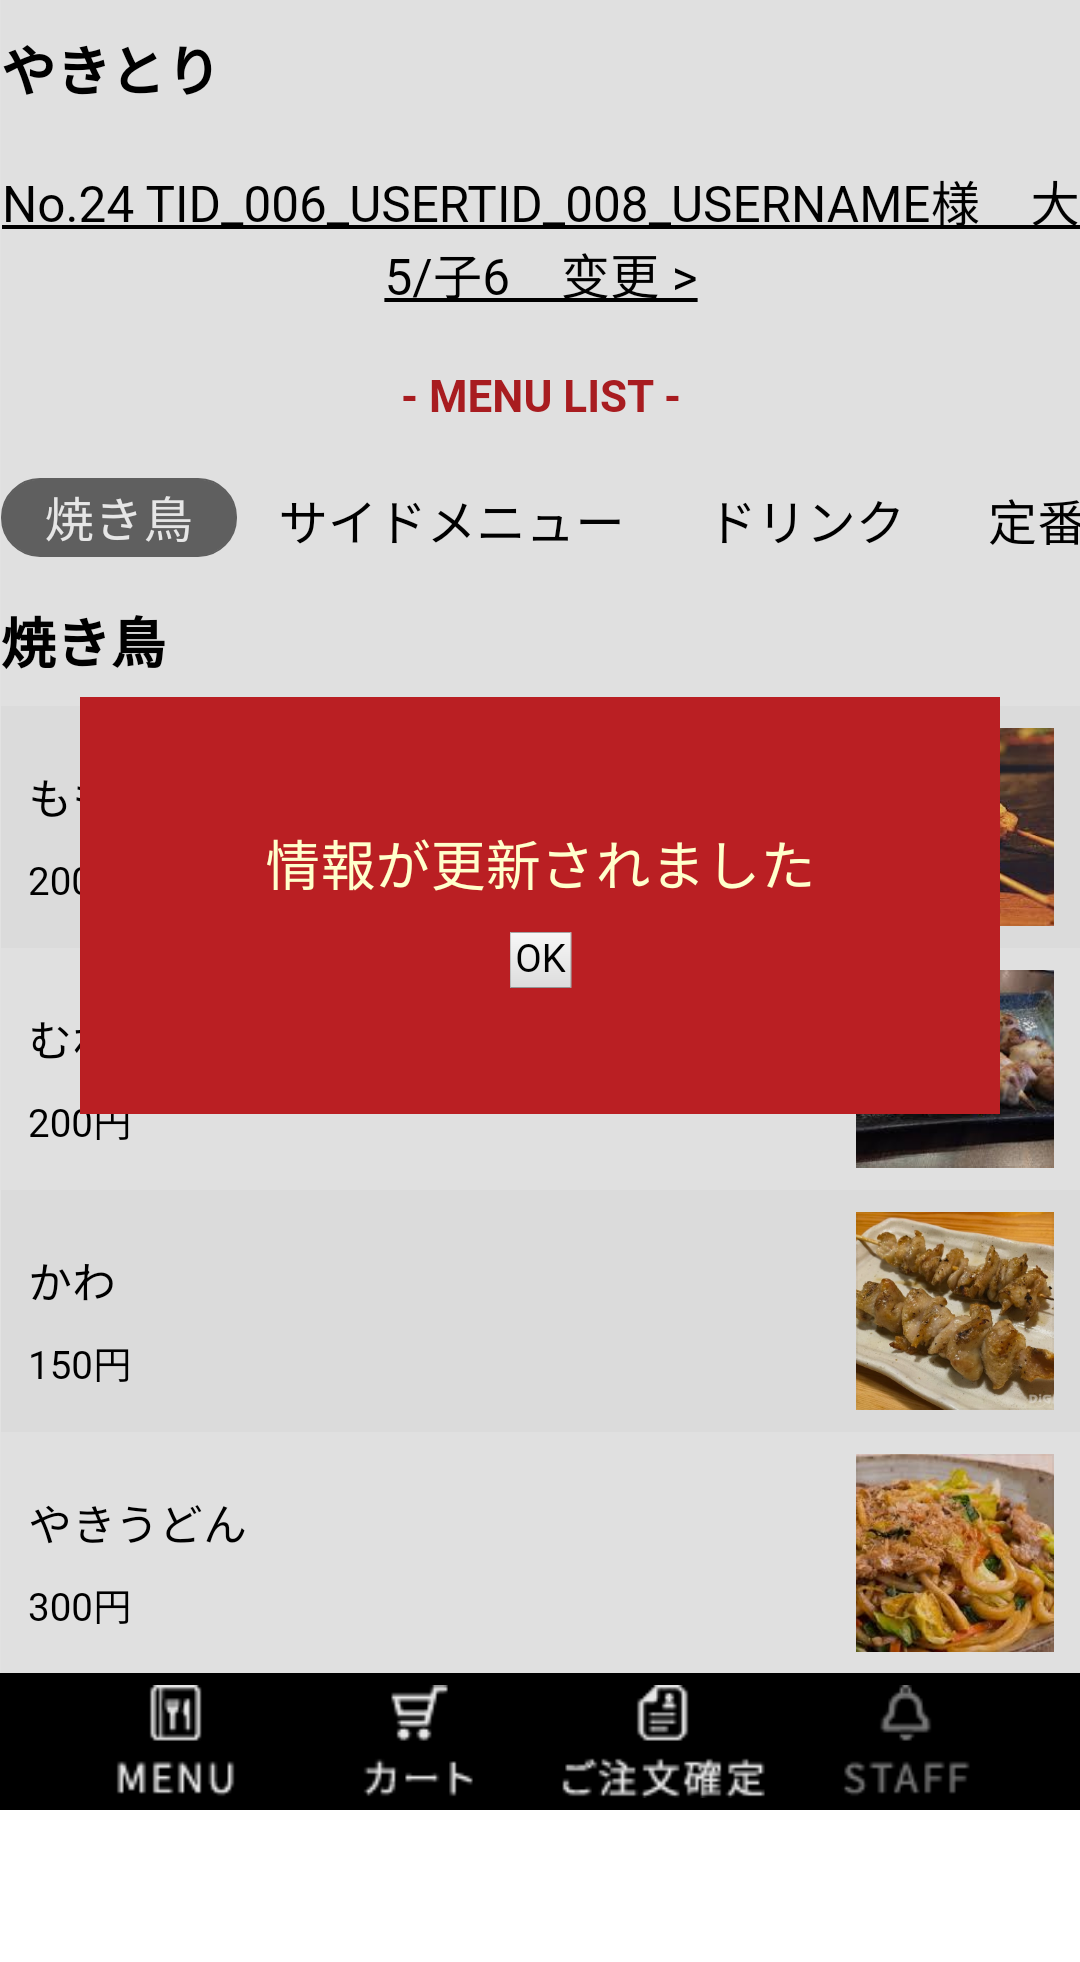 やきとり
No.24 TID_006_USERTID_008_USERNAME様　大
5/子6　変更 >
- MENU LIST -
焼き鳥 サイドメニュー ドリンク 定番
焼き鳥
も
200
情報が更新されました
OK
む
200円
かわ
150円
やきうどん
300円
MENU カート ご注文確定 STAFF